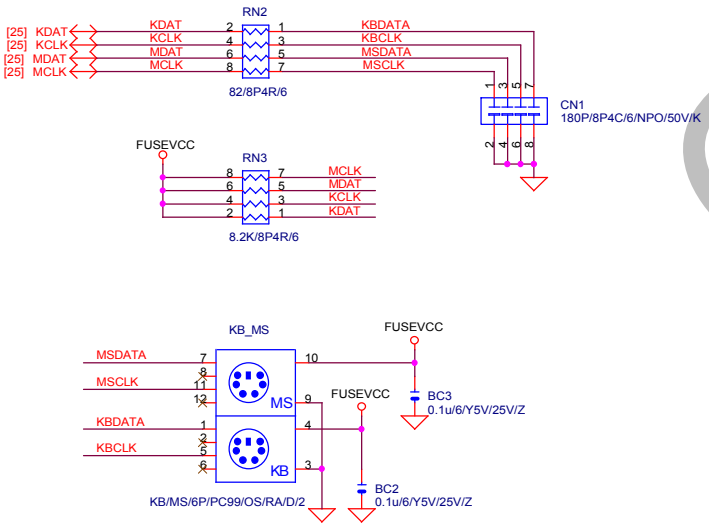 RN2
[25] KDAT KDAT 2 1 KBDATA
[25] KCLK KCLK 4 3 KBCLK
[25] MDAT MDAT 6 5 MSDATA
[25] MCLK MCLK 8 7 MSCLK
82/8P4R/6
1 3 5 7
CN1
180P/8P4C/6/NPO/50V/K
2 4 6 8
FUSEVCC
RN3
8 7 MCLK
6 5 MDAT
4 3 KCLK
2 1 KDAT
8.2K/8P4R/6
KB_MS
FUSEVCC
MSDATA 7 10
8
MSCLK 11
12 MS 9
FUSEVCC
BC3
0.1u/6/Y5V/25V/Z
KBDATA 1 4
2
KBCLK 5
6 KB 3
KB/MS/6P/PC99/OS/RA/D/2
BC2
0.1u/6/Y5V/25V/Z